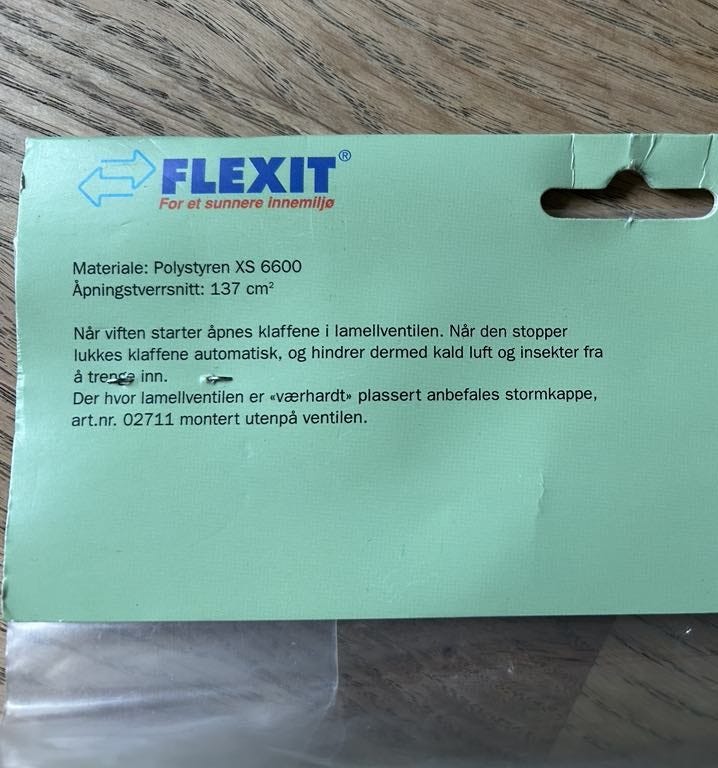 FLEXIT®
For et sunnere innemiljø
Materiale: Polystyren XS 6600
Åpningstverrsnitt: 137 cm²
Når viften starter åpnes klaffene i lamellventilen. Når den stopper
lukkes klaffene automatisk, og hindrer dermed kald luft og insekter fra
å trenge inn.
Der hvor lamellventilen er «værhardt» plassert anbefales stormkappe,
art.nr. 02711 montert utenpå ventilen.